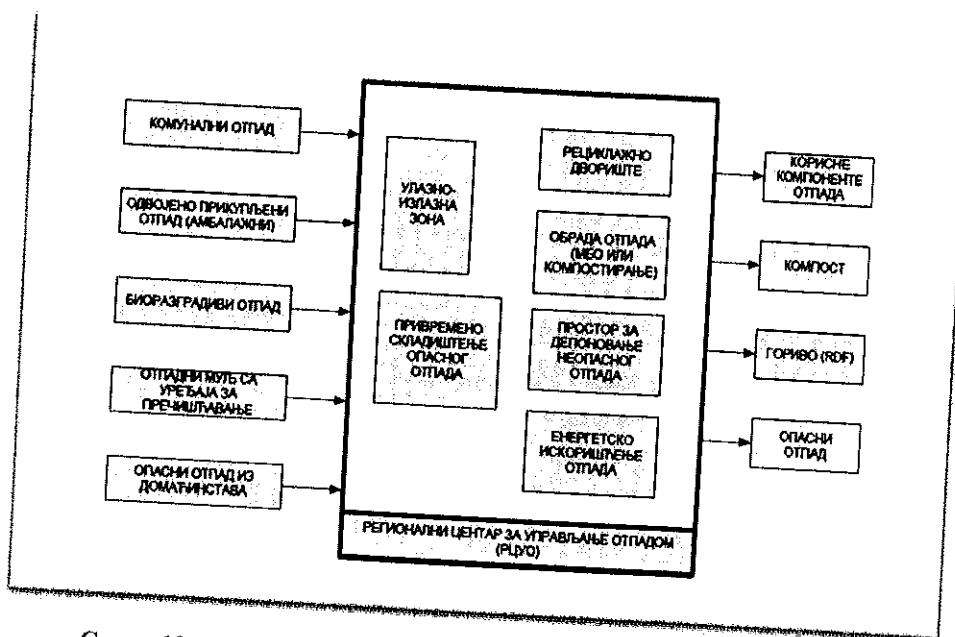 КОМУНАЛНИ ОТПАД
ОДВОЈЕНО ПРИКУПЉЕНИ
ОТПАД (АМБАЛАЖНИ)
БИОРАЗГРАДИВИ ОТПАД
ОТПАДНИ МУЉ СА
УРЕЂАЈА ЗА
ПРЕЧИШЋАВАЊЕ
ОПАСНИ ОТПАД ИЗ
ДОМАЋИНСТАВА
УЛАЗНО-
ИЗЛАЗНА
ЗОНА
ПРИВРЕМЕНО
СКЛАДИШТЕЊЕ
ОПАСНОГ
ОТПАДА
РЕЦИКЛАЖНО
ДВОРИШТЕ
ОБРАДА ОТПАДА
(МБО ИЛИ
КОМПОСТИРАЊЕ)
ПРОСТОР ЗА
ДЕПОНОВАЊЕ
НЕОПАСНОГ
ОТПАДА
ЕНЕРГЕТСКО
ИСКОРИШЋЕЊЕ
ОТПАДА
РЕГИОНАЛНИ ЦЕНТАР ЗА УПРАВЉАЊЕ ОТПАДОМ
(РЦУО)
КОРИСНЕ
КОМПОНЕНТЕ
ОТПАДА
КОМПОСТ
ГОРИВО (RDF)
ОПАСНИ
ОТПАД